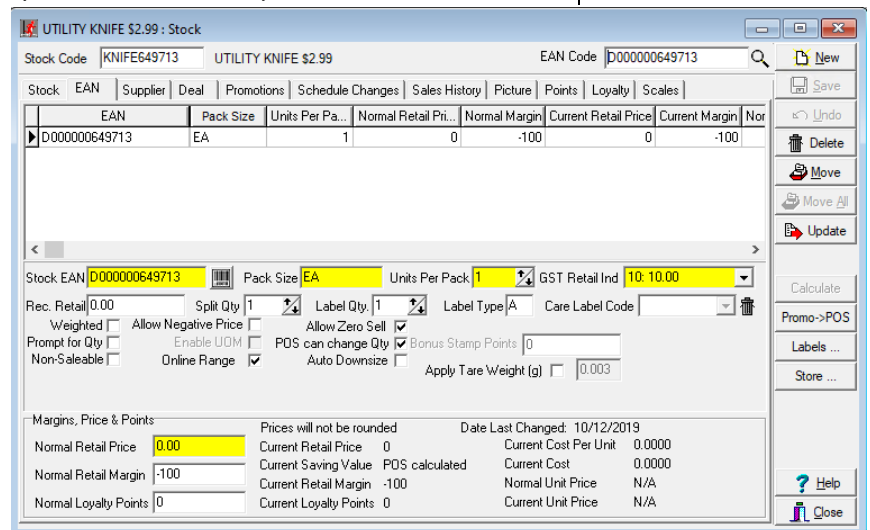 UTILITY KNIFE $2.99 : Stock
Stock Code KNIFE649713 UTILITY KNIFE $2.99 EAN Code D000000649713
Stock EAN Supplier Deal Promotions Schedule Changes Sales History Picture Points Loyalty Scales
EAN Pack Size Units Per Pa... Normal Retail Pri... Normal Margin Current Retail Price Current Margin Nor
D000000649713 EA 1 0 -100 0 -100
Stock EAN D000000649713 Pack Size EA Units Per Pack 1 GST Retail Ind 10: 10.00
Rec. Retail 0.00 Split Qty 1 Label Qty. 1 Label Type A Care Label Code
Weighted Allow Negative Price Allow Zero Sell
Prompt for Qty Enable UOM POS can change Qty Bonus Stamp Points 0
Non-Saleable Online Range Auto Downsize
Apply Tare Weight (g) 0.003
Margins, Price & Points
Prices will not be rounded Date Last Changed: 10/12/2019
Normal Retail Price 0.00 Current Retail Price 0 Current Cost Per Unit 0.0000
Current Saving Value POS calculated Current Cost 0.0000
Normal Retail Margin -100 Current Retail Margin -100 Normal Unit Price N/A
Normal Loyalty Points 0 Current Loyalty Points 0 Current Unit Price N/A
New
Save
Undo
Delete
Move
Move All
Update
Calculate
Promo->POS
Labels ...
Store ...
Help
Close